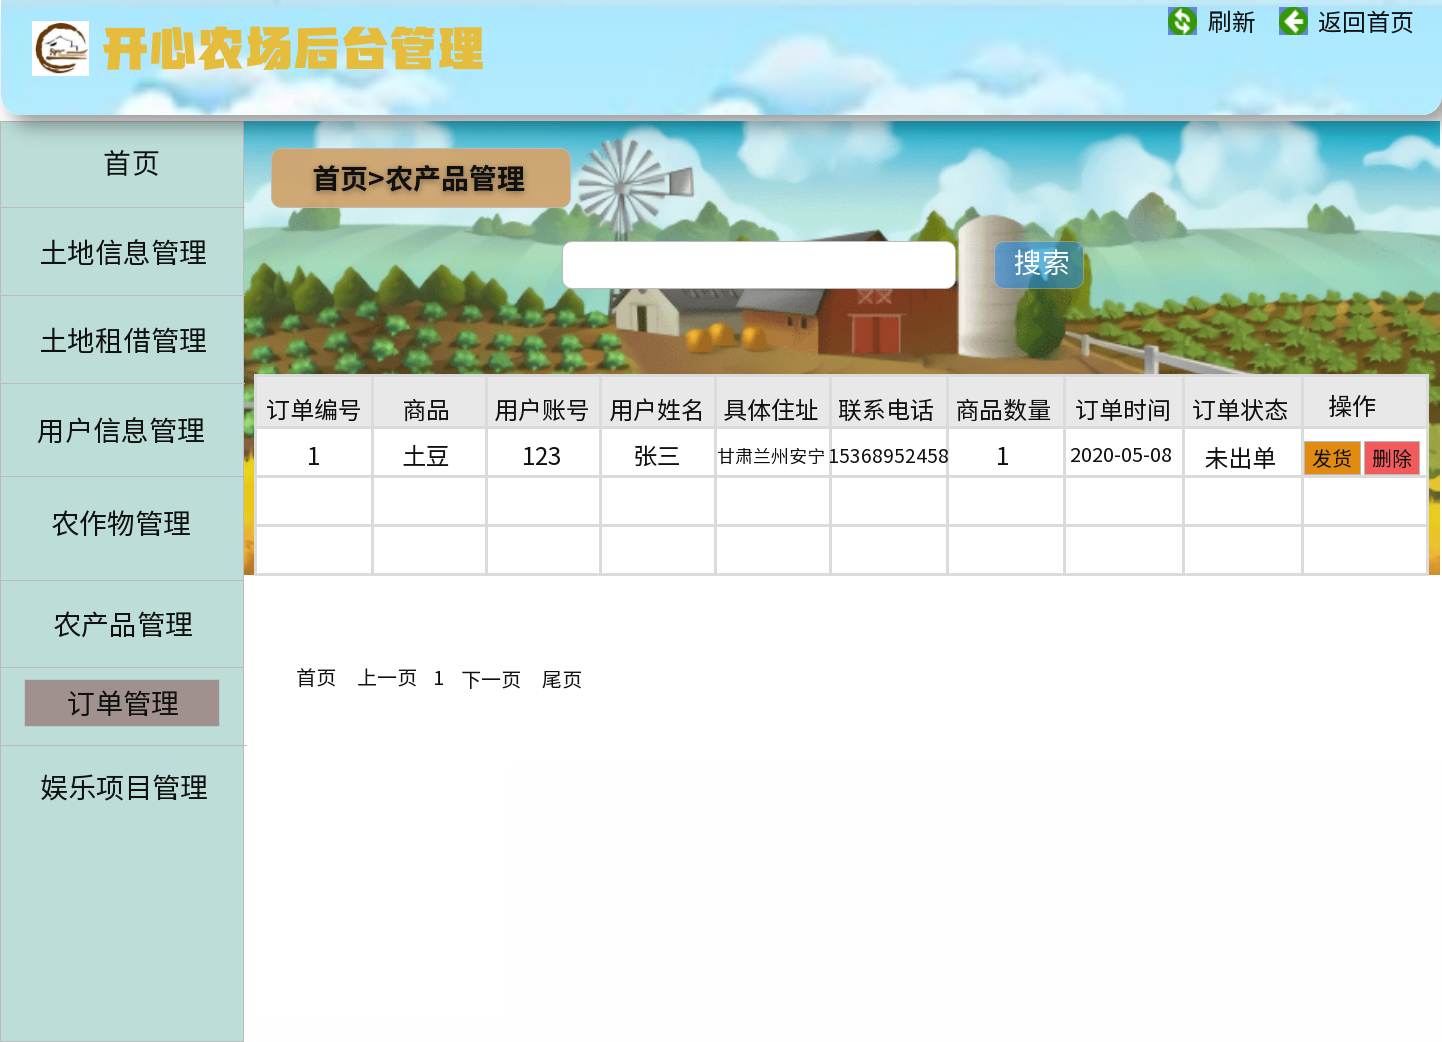 开心农场后台管理
刷新 返回首页
首页
土地信息管理
土地租借管理
用户信息管理
农作物管理
农产品管理
订单管理
娱乐项目管理
首页>农产品管理
搜索
订单编号 商品 用户账号 用户姓名 具体住址 联系电话 商品数量 订单时间 订单状态 操作
1 土豆 123 张三 甘肃兰州安宁 15368952458 1 2020-05-08 未出单 发货 删除
首页 上一页 1 下一页 尾页